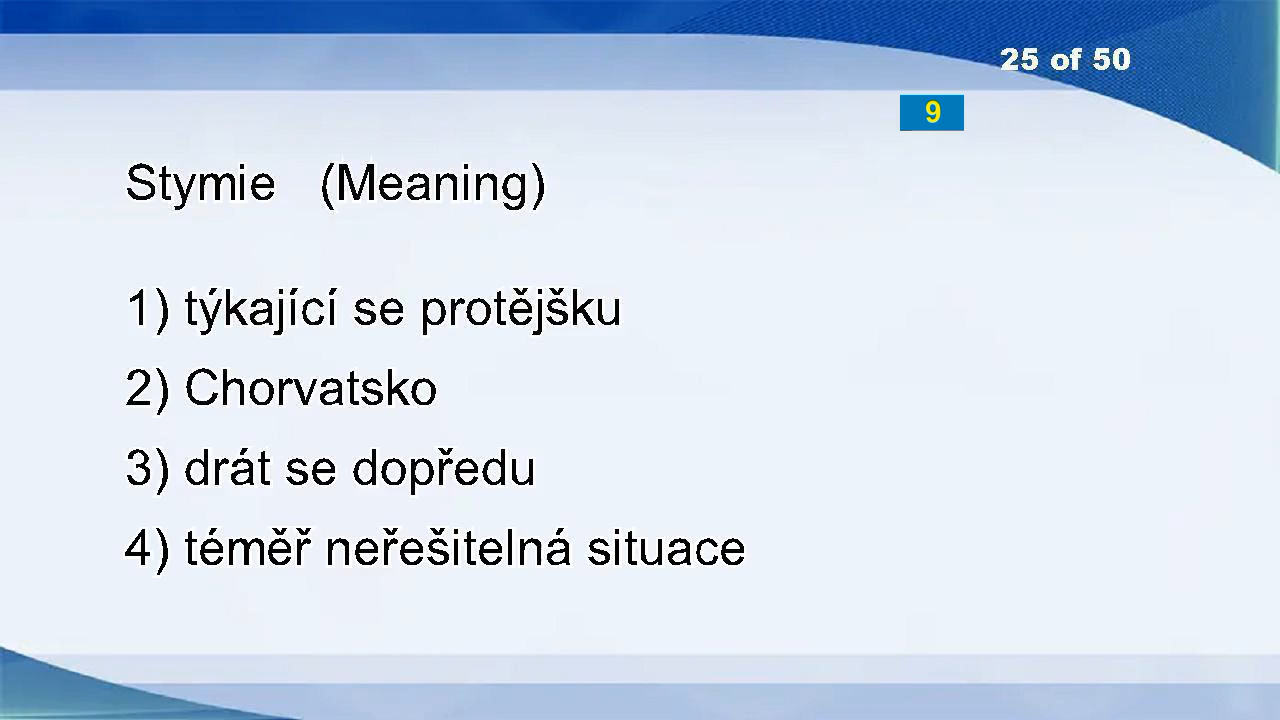 25 of 50
9
Stymie (Meaning)
1) týkající se protějšku
2) Chorvatsko
3) drát se dopředu
4) téměř neřešitelná situace